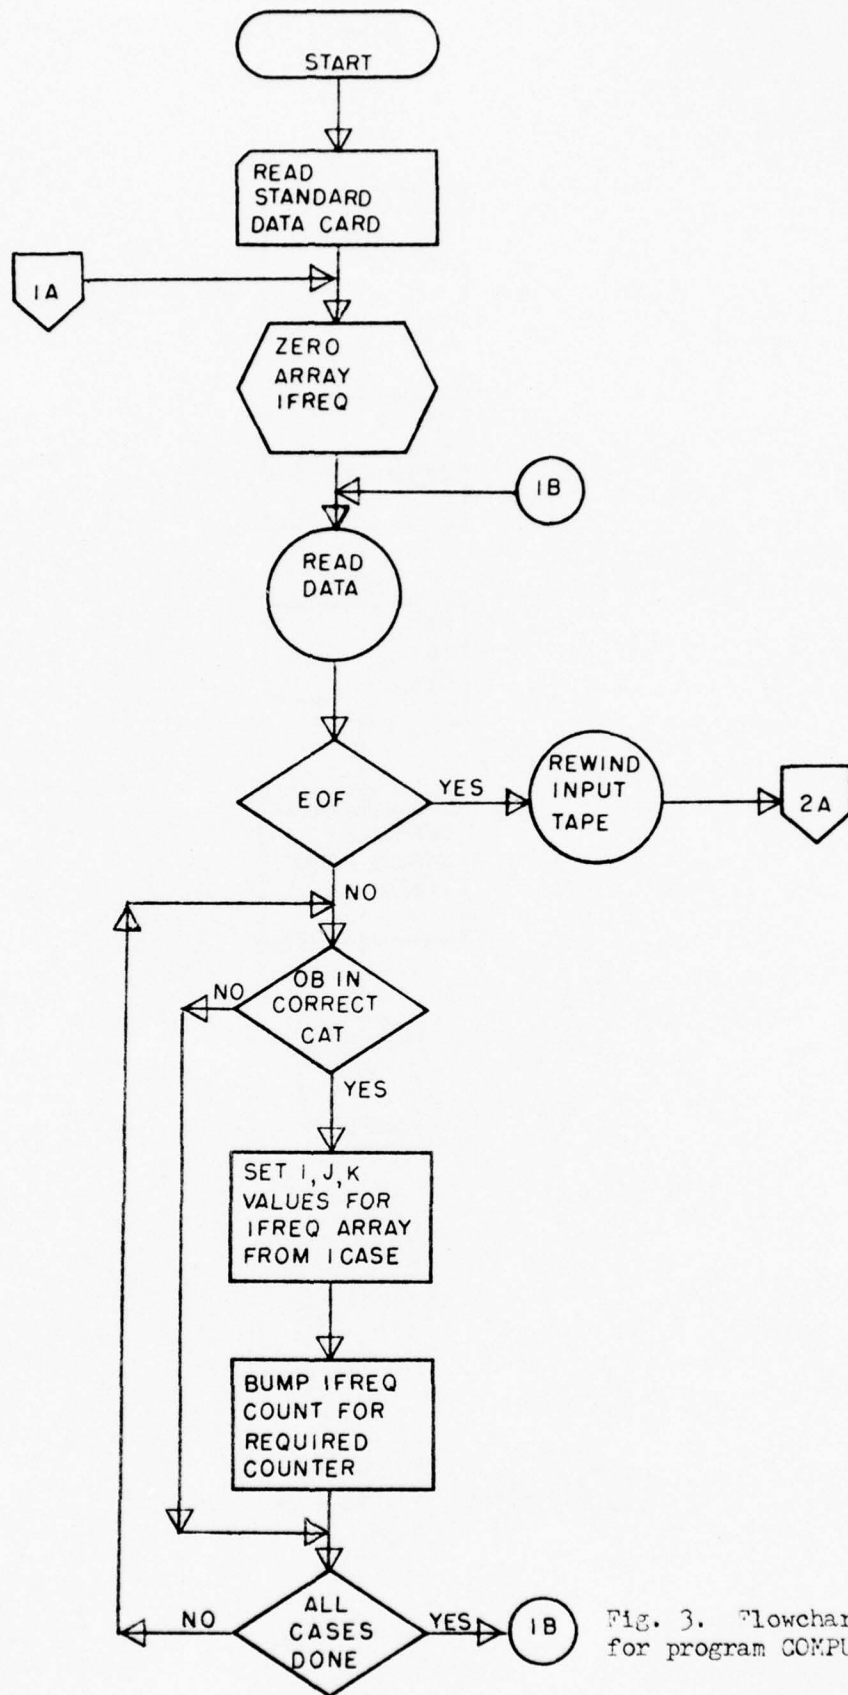 START
READ
STANDARD
DATA CARD
1A
ZERO
ARRAY
IFREQ
1B
READ
DATA
EOF
YES
REWIND
INPUT
TAPE
2A
NO
OB IN
CORRECT
CAT
NO
YES
SET I, J, K
VALUES FOR
IFREQ ARRAY
FROM ICASE
BUMP IFREQ
COUNT FOR
REQUIRED
COUNTER
ALL
CASES
DONE
NO
YES
1B
Fig. 3. Flowchar
for program COMPU